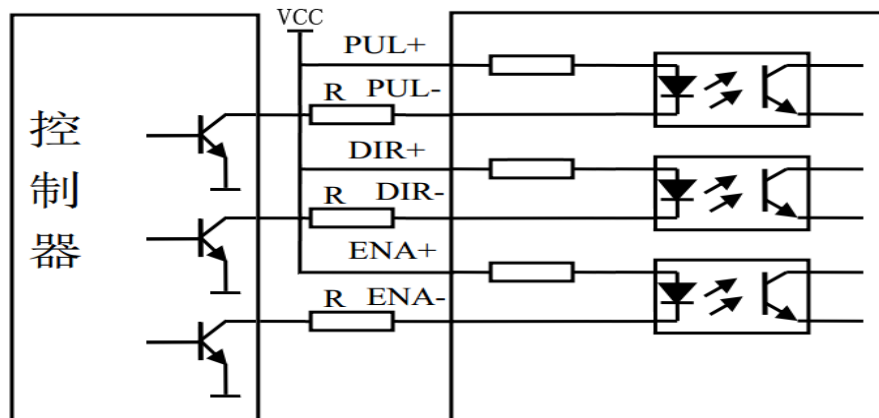 VCC
PUL+
R PUL-
DIR+
R DIR-
ENA+
R ENA-
控
制
器